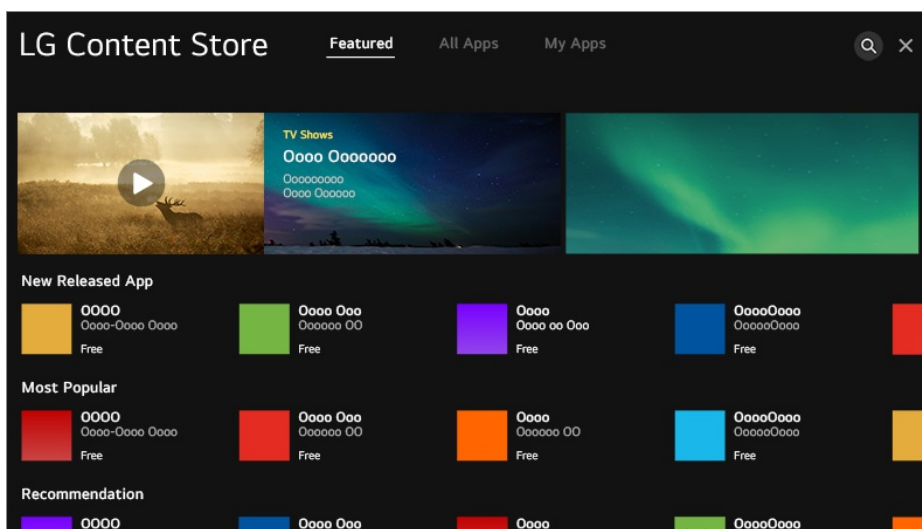 LG Content Store
Featured
All Apps
My Apps
TV Shows
Oooo Ooooooo
Ooooooooo
Oooo Oooooo
New Released App
OOOO
Oooo-Oooo Oooo
Free
Oooo Ooo
Oooooo OO
Free
Oooo
Oooo oo Ooo
Free
OoooOooo
OooooOooo
Free
Most Popular
OOOO
Oooo-Oooo Oooo
Free
Oooo Ooo
Oooooo OO
Free
Oooo
Oooooo OO
Free
OoooOooo
OooooOooo
Free
Recommendation
OOOO
Oooo Ooo
Oooo
OoooOooo